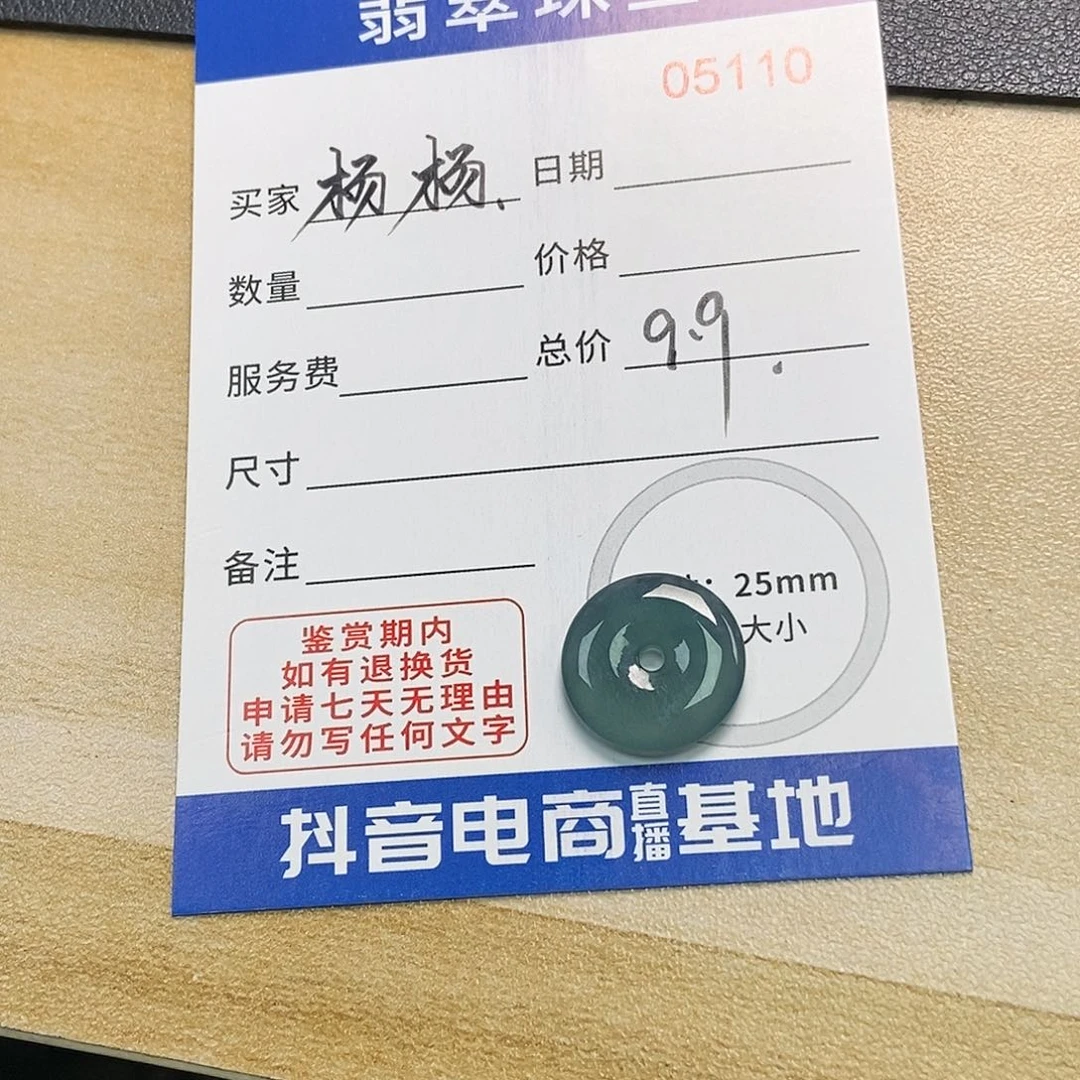 翡翠珠宝
05110
买家 杨杨. 日期
数量 价格
服务费 总价 9.9.
尺寸
备注
: 25mm
大小
鉴赏期内
如有退换货
申请七天无理由
请勿写任何文字
抖音电商直播基地